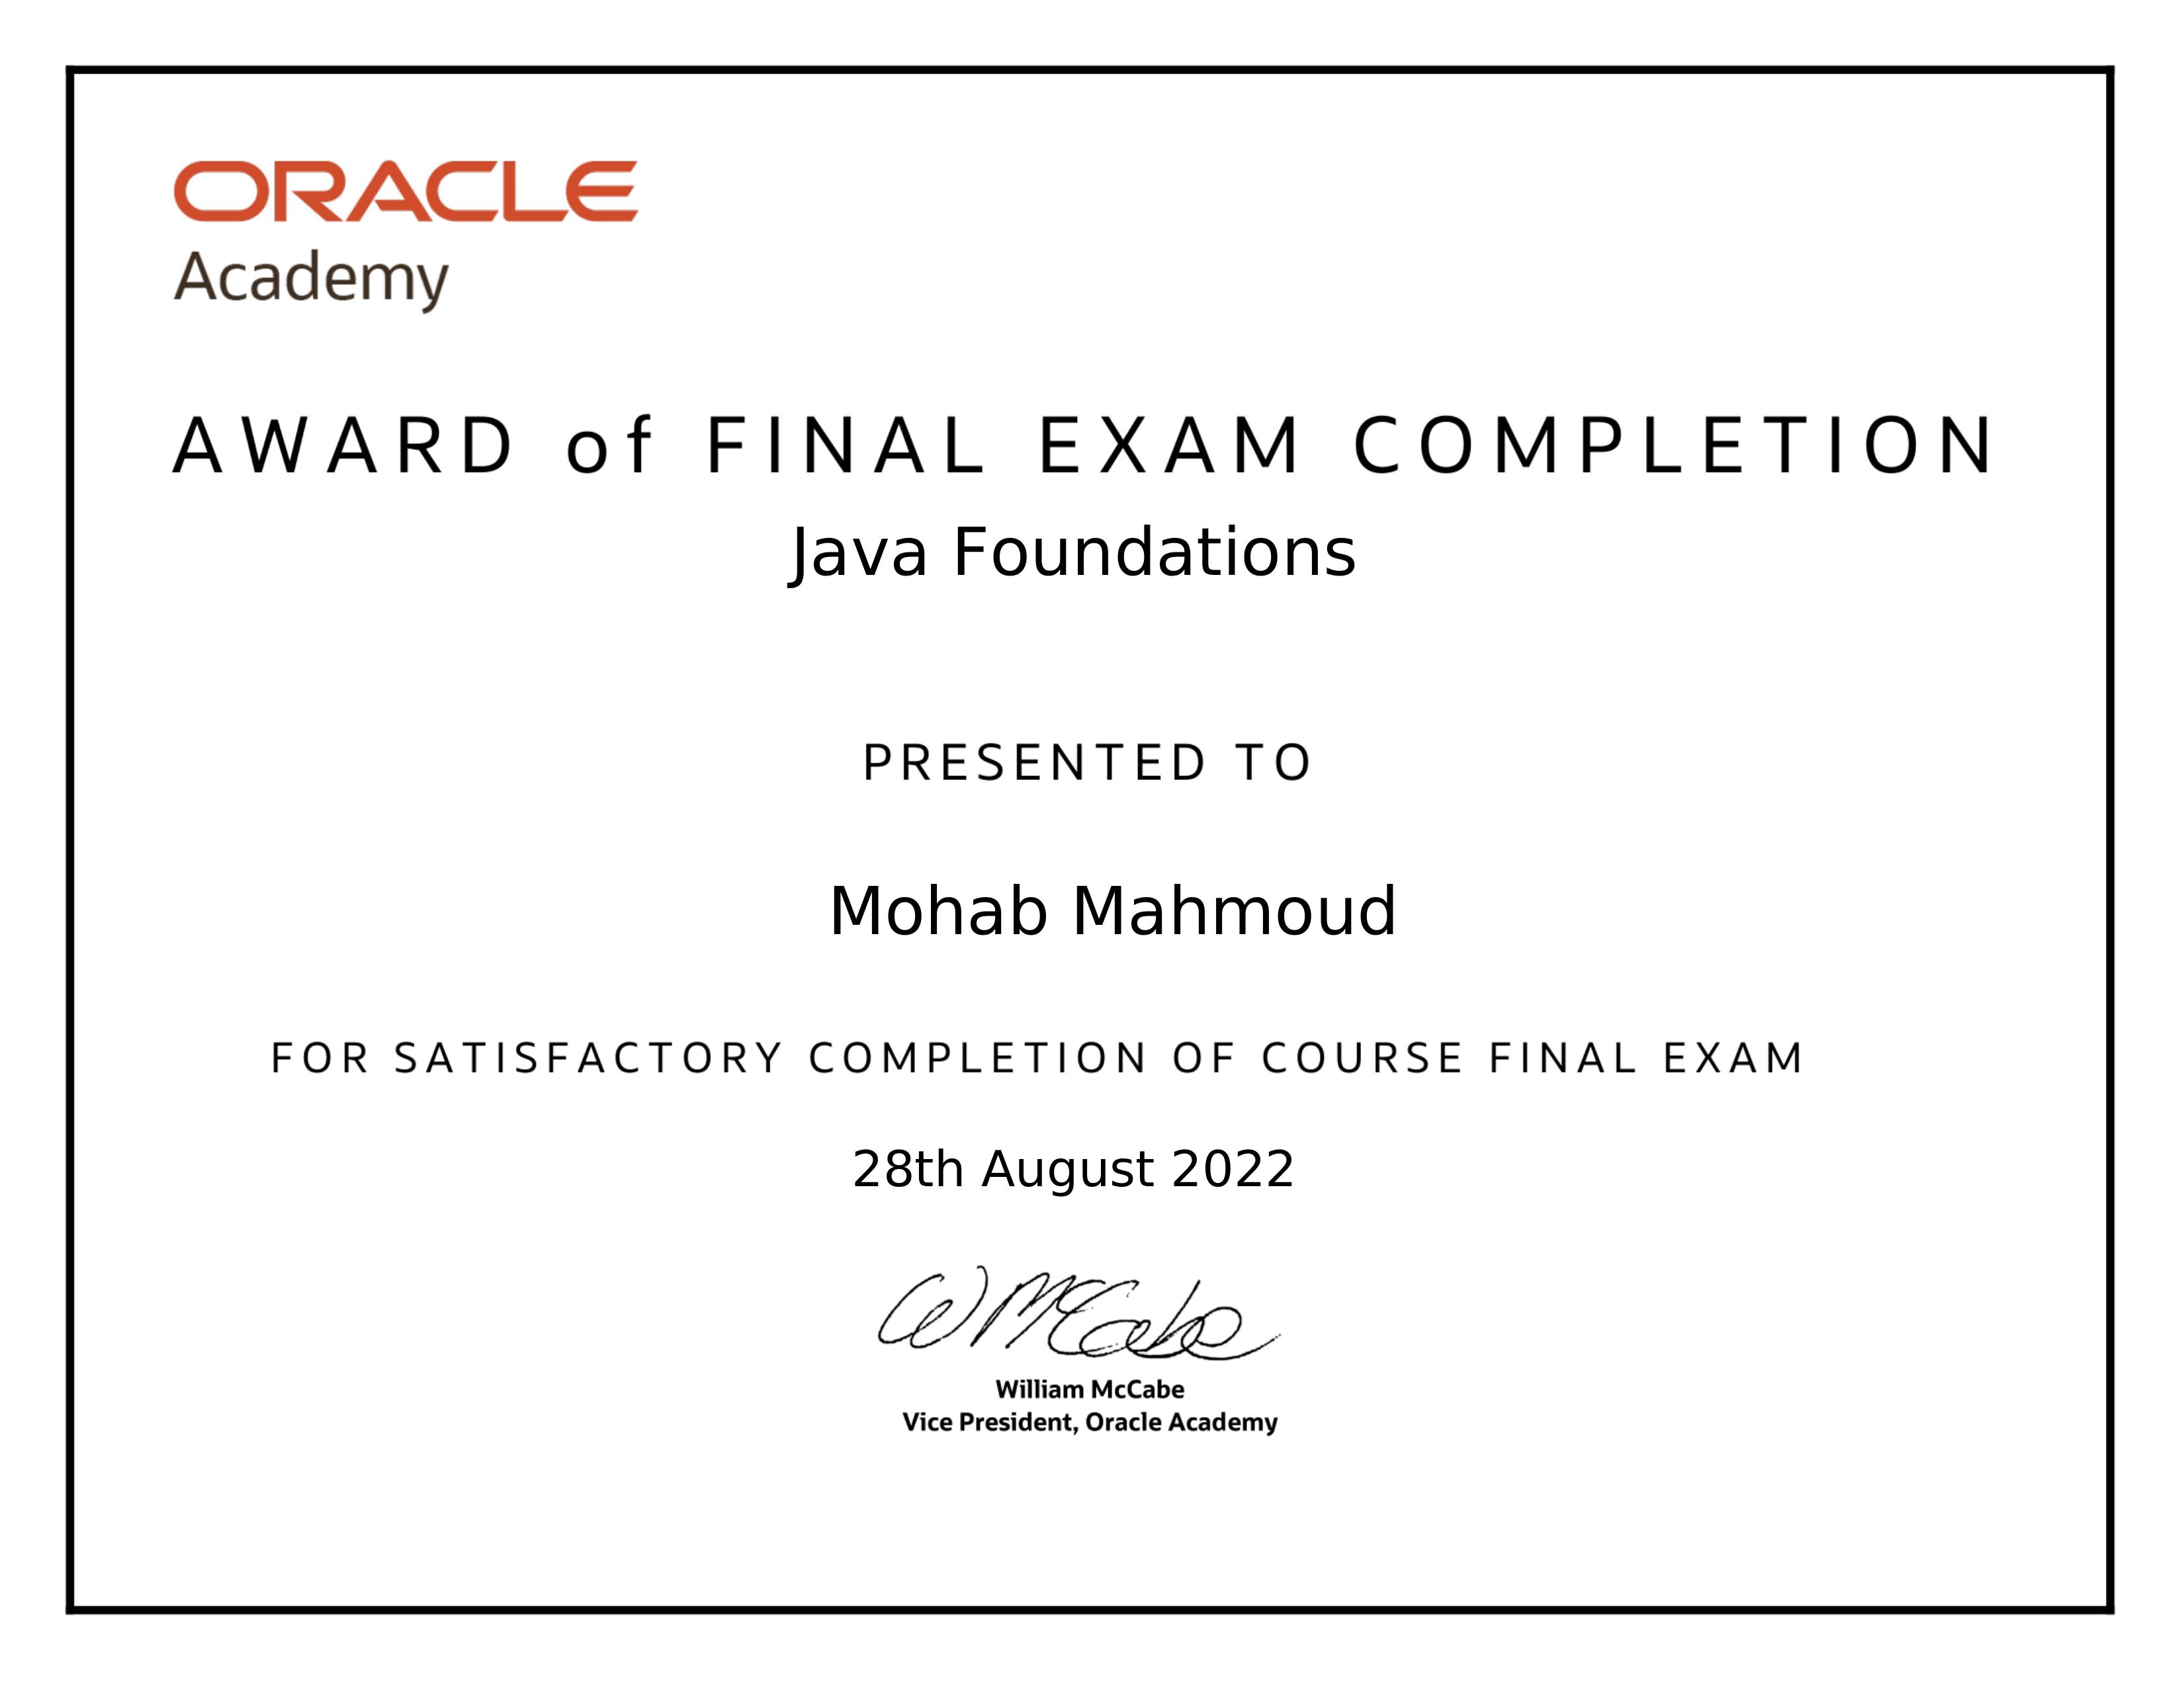 ORACLE
Academy
AWARD of FINAL EXAM COMPLETION
Java Foundations
PRESENTED TO
Mohab Mahmoud
FOR SATISFACTORY COMPLETION OF COURSE FINAL EXAM
28th August 2022
W McCabe
William McCabe
Vice President, Oracle Academy